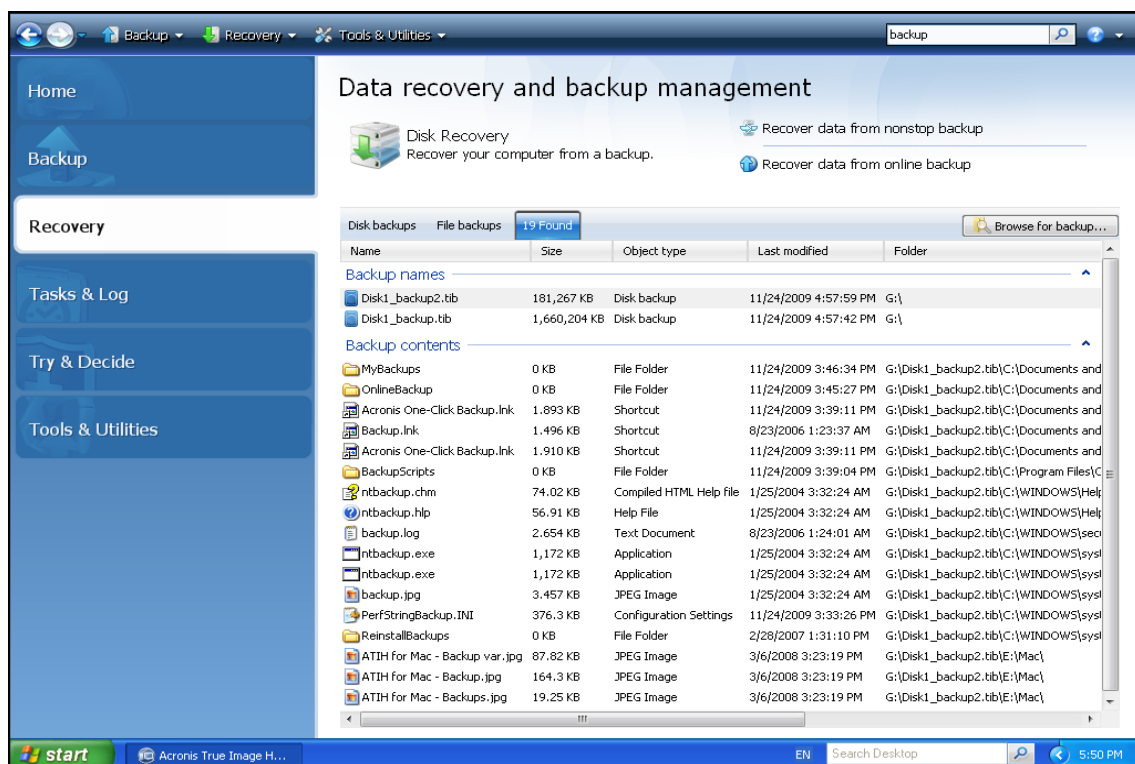 Backup Recovery Tools & Utilities backup
Home
Backup
Recovery
Tasks & Log
Try & Decide
Tools & Utilities
Data recovery and backup management
Disk Recovery
Recover your computer from a backup.
Recover data from nonstop backup
Recover data from online backup
Disk backups File backups 19 Found Browse for backup...
Name Size Object type Last modified Folder
Backup names
Disk1_backup2.tib 181,267 KB Disk backup 11/24/2009 4:57:59 PM G:\
Disk1_backup.tib 1,660,204 KB Disk backup 11/24/2009 4:57:42 PM G:\
Backup contents
MyBackups 0 KB File Folder 11/24/2009 3:46:34 PM G:\Disk1_backup2.tib\C:\Documents and
OnlineBackup 0 KB File Folder 11/24/2009 3:45:27 PM G:\Disk1_backup2.tib\C:\Documents and
Acronis One-Click Backup.lnk 1.893 KB Shortcut 11/24/2009 3:39:11 PM G:\Disk1_backup2.tib\C:\Documents and
Backup.lnk 1.496 KB Shortcut 8/23/2006 1:23:37 AM G:\Disk1_backup2.tib\C:\Documents and
Acronis One-Click Backup.lnk 1.910 KB Shortcut 11/24/2009 3:39:11 PM G:\Disk1_backup2.tib\C:\Documents and
BackupScripts 0 KB File Folder 11/24/2009 3:39:04 PM G:\Disk1_backup2.tib\C:\Program Files\C
ntbackup.chm 74.02 KB Compiled HTML Help file 1/25/2004 3:32:24 AM G:\Disk1_backup2.tib\C:\WINDOWS\Help
ntbackup.hlp 56.91 KB Help File 1/25/2004 3:32:24 AM G:\Disk1_backup2.tib\C:\WINDOWS\Help
backup.log 2.654 KB Text Document 8/23/2006 1:24:01 AM G:\Disk1_backup2.tib\C:\WINDOWS\secu
ntbackup.exe 1,172 KB Application 1/25/2004 3:32:24 AM G:\Disk1_backup2.tib\C:\WINDOWS\syst
ntbackup.exe 1,172 KB Application 1/25/2004 3:32:24 AM G:\Disk1_backup2.tib\C:\WINDOWS\syst
backup.jpg 3.457 KB JPEG Image 1/25/2004 3:32:24 AM G:\Disk1_backup2.tib\C:\WINDOWS\syst
PerfStringBackup.INI 376.3 KB Configuration Settings 11/24/2009 3:33:26 PM G:\Disk1_backup2.tib\C:\WINDOWS\syst
ReinstallBackups 0 KB File Folder 2/28/2007 1:31:10 PM G:\Disk1_backup2.tib\C:\WINDOWS\syst
ATIH for Mac - Backup var.jpg 87.82 KB JPEG Image 3/6/2008 3:23:19 PM G:\Disk1_backup2.tib\E:\Mac\
ATIH for Mac - Backup.jpg 164.3 KB JPEG Image 3/6/2008 3:23:19 PM G:\Disk1_backup2.tib\E:\Mac\
ATIH for Mac - Backups.jpg 19.25 KB JPEG Image 3/6/2008 3:23:19 PM G:\Disk1_backup2.tib\E:\Mac\
start Acronis True Image H... EN Search Desktop 5:50 PM